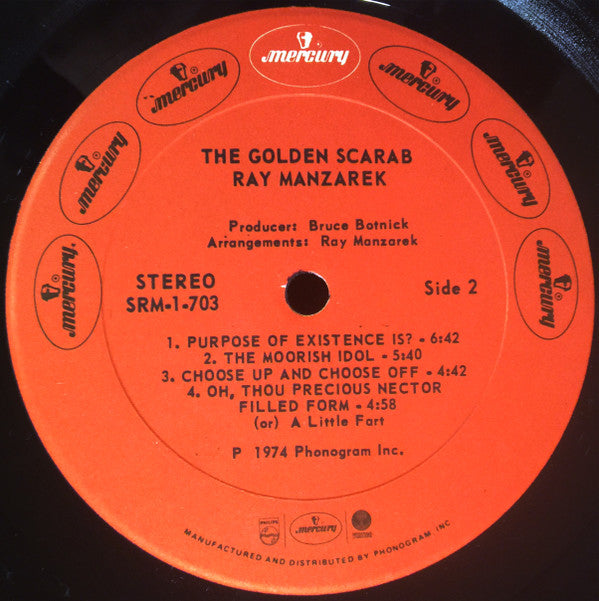 mercury
mercury
mercury
mercury
mercury
mercury
mercury
THE GOLDEN SCARAB
RAY MANZAREK
Producer: Bruce Botnick
Arrangements: Ray Manzarek
STEREO
SRM-1-703
Side 2
1. PURPOSE OF EXISTENCE IS? - 6:42
2. THE MOORISH IDOL - 5:40
3. CHOOSE UP AND CHOOSE OFF - 4:42
4. OH, THOU PRECIOUS NECTOR
FILLED FORM - 4:58
(or) A Little Fart
P 1974 Phonogram Inc.
PHILIPS
mercury
MANUFACTURED AND DISTRIBUTED BY PHONOGRAM INC